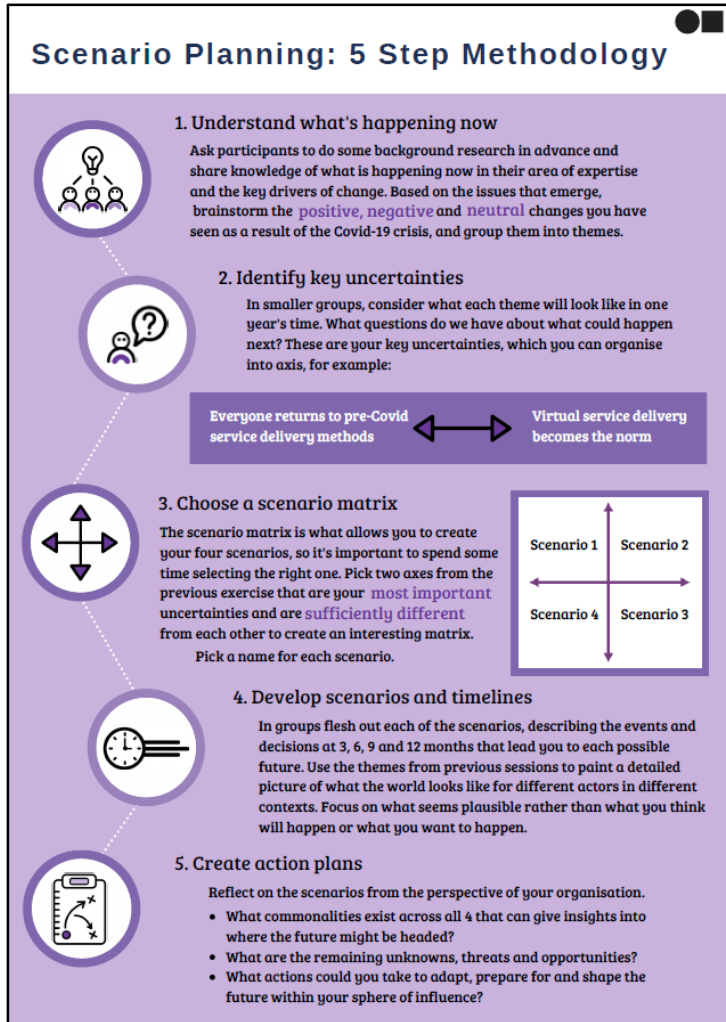 Scenario Planning: 5 Step Methodology
1. Understand what's happening now
Ask participants to do some background research in advance and
share knowledge of what is happening now in their area of expertise
and the key drivers of change. Based on the issues that emerge,
brainstorm the positive, negative and neutral changes you have
seen as a result of the Covid-19 crisis, and group them into themes.
2. Identify key uncertainties
In smaller groups, consider what each theme will look like in one
year's time. What questions do we have about what could happen
next? These are your key uncertainties, which you can organise
into axis, for example:
Everyone returns to pre-Covid
service delivery methods
Virtual service delivery
becomes the norm
3. Choose a scenario matrix
The scenario matrix is what allows you to create
your four scenarios, so it's important to spend some
time selecting the right one. Pick two axes from the
previous exercise that are your most important
uncertainties and are sufficiently different
from each other to create an interesting matrix.
Pick a name for each scenario.
Scenario 1 Scenario 2
Scenario 4 Scenario 3
4. Develop scenarios and timelines
In groups flesh out each of the scenarios, describing the events and
decisions at 3, 6, 9 and 12 months that lead you to each possible
future. Use the themes from previous sessions to paint a detailed
picture of what the world looks like for different actors in different
contexts. Focus on what seems plausible rather than what you think
will happen or what you want to happen.
5. Create action plans
Reflect on the scenarios from the perspective of your organisation.
• What commonalities exist across all 4 that can give insights into
where the future might be headed?
• What are the remaining unknowns, threats and opportunities?
• What actions could you take to adapt, prepare for and shape the
future within your sphere of influence?